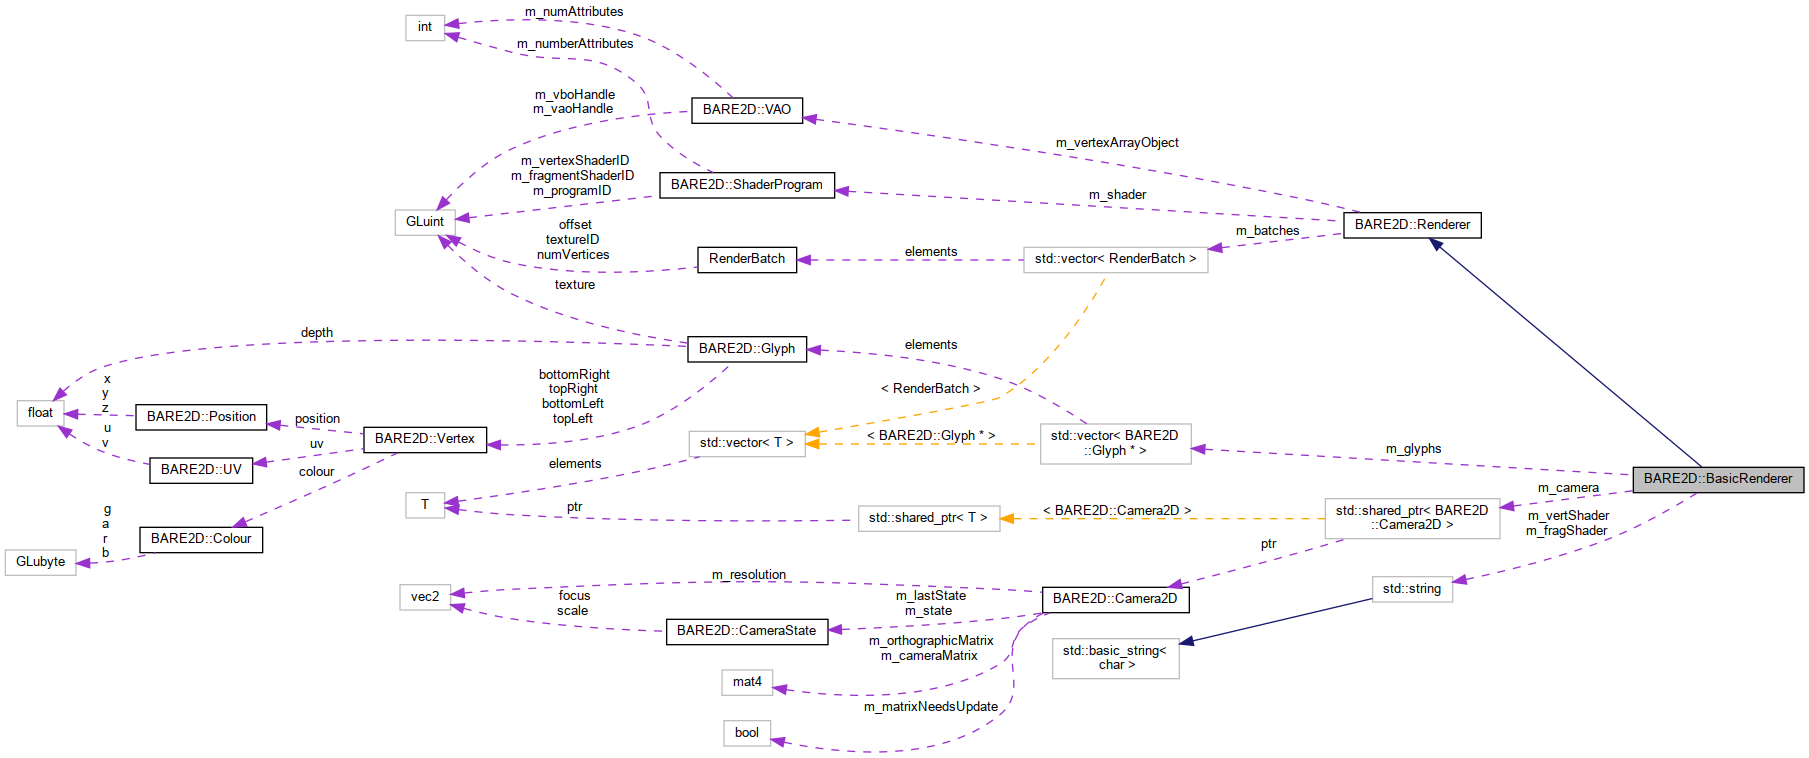 m_numAttributes
int
m_numberAttributes
m_vboHandle
m_vaoHandle
BARE2D::VAO
m_vertexArrayObject
m_vertexShaderID
m_fragmentShaderID
m_programID
BARE2D::ShaderProgram
m_shader
GLuint
offset
textureID
numVertices
BARE2D::Renderer
m_batches
RenderBatch
elements
std::vector< RenderBatch >
texture
depth
BARE2D::Glyph
elements
bottomRight
topRight
bottomLeft
topLeft
< RenderBatch >
x
y
z
float
BARE2D::Position
position
u
v
uv
BARE2D::Vertex
std::vector< T >
< BARE2D::Glyph * >
std::vector< BARE2D
::Glyph * >
m_glyphs
BARE2D::UV
colour
elements
BARE2D::BasicRenderer
m_camera
T
ptr
std::shared_ptr< T >
< BARE2D::Camera2D >
std::shared_ptr< BARE2D
::Camera2D >
m_vertShader
m_fragShader
g
a
r
b
BARE2D::Colour
GLubyte
ptr
m_resolution
vec2
focus
scale
m_lastState
m_state
BARE2D::Camera2D
std::string
BARE2D::CameraState
m_orthographicMatrix
m_cameraMatrix
std::basic_string<
char >
mat4
m_matrixNeedsUpdate
bool